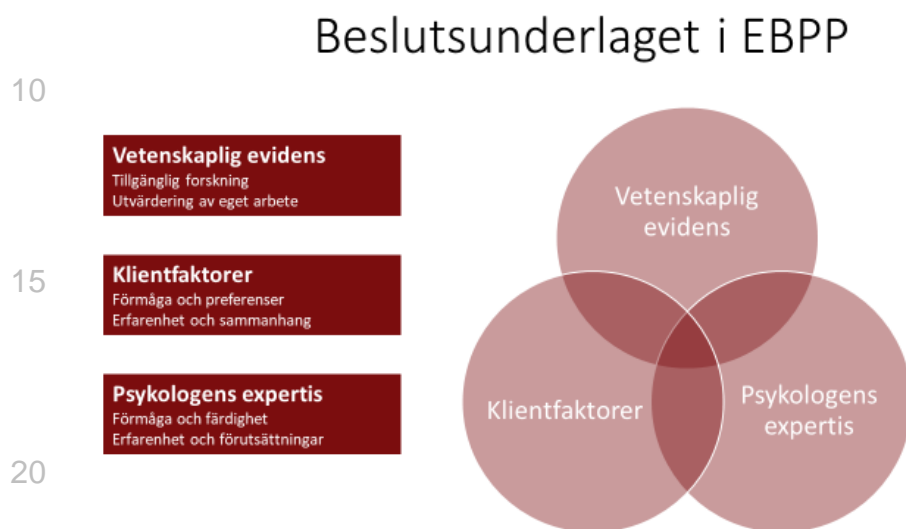 Beslutsunderlaget i EBPP
10
Vetenskaplig evidens
Tillgänglig forskning
Utvärdering av eget arbete
15
Klientfaktorer
Förmåga och preferenser
Erfarenhet och sammanhang
Psykologens expertis
Förmåga och färdighet
Erfarenhet och förutsättningar
20
Vetenskaplig
evidens
Klientfaktorer
Psykologens
expertis